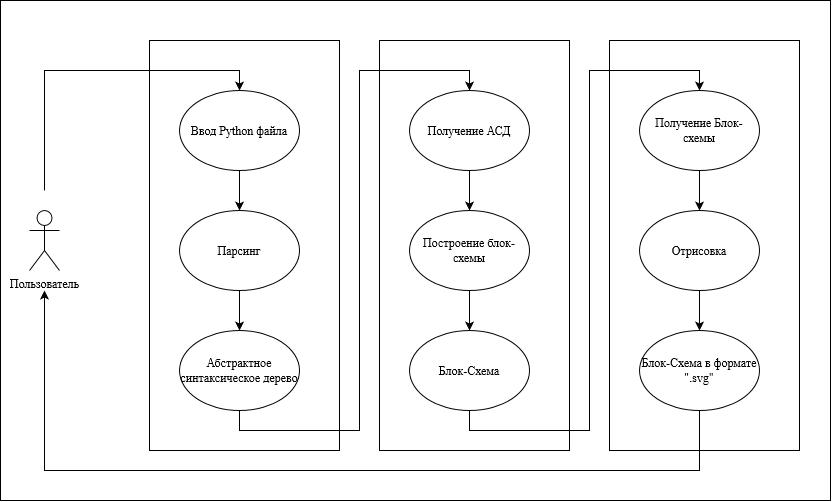 Ввод Python файла
Парсинг
Абстрактное
синтаксическое дерево
Получение АСД
Построение блок-
схемы
Блок-Схема
Получение Блок-
схемы
Отрисовка
Блок-Схема в формате
".svg"
Пользователь